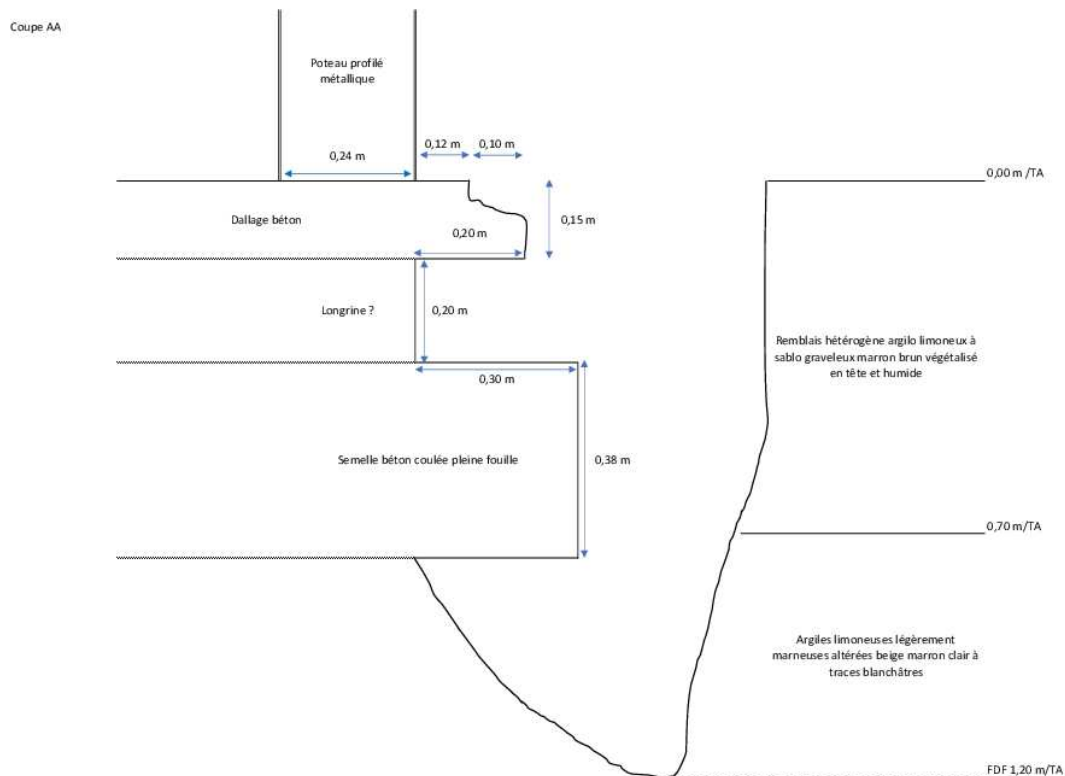 Coupe AA
Poteau profilé
métallique
0,12 m
0,10 m
0,24 m
0,00 m /TA
Dallage béton
0,20 m
0,15 m
Longrine ?
0,20 m
Remblais hétérogène argilo limoneux à
sablo graveleux marron brun végétalisé
en tête et humide
0,30 m
Semelle béton coulée pleine fouille
0,38 m
0,70 m/TA
Argiles limoneuses légèrement
marneuses altérées beige marron clair à
traces blanchâtres
FDF 1,20 m/TA